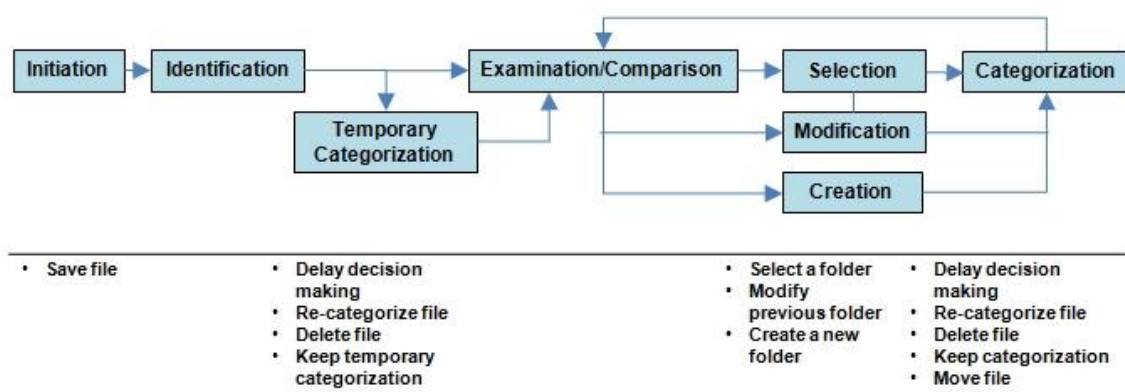 Initiation
Identification
Examination/Comparison
Selection
Categorization
Temporary
Categorization
Modification
Creation
• Save file
• Delay decision
making
• Re-categorize file
• Delete file
• Keep temporary
categorization
• Select a folder
• Modify
previous folder
• Create a new
folder
• Delay decision
making
• Re-categorize file
• Delete file
• Keep categorization
• Move file